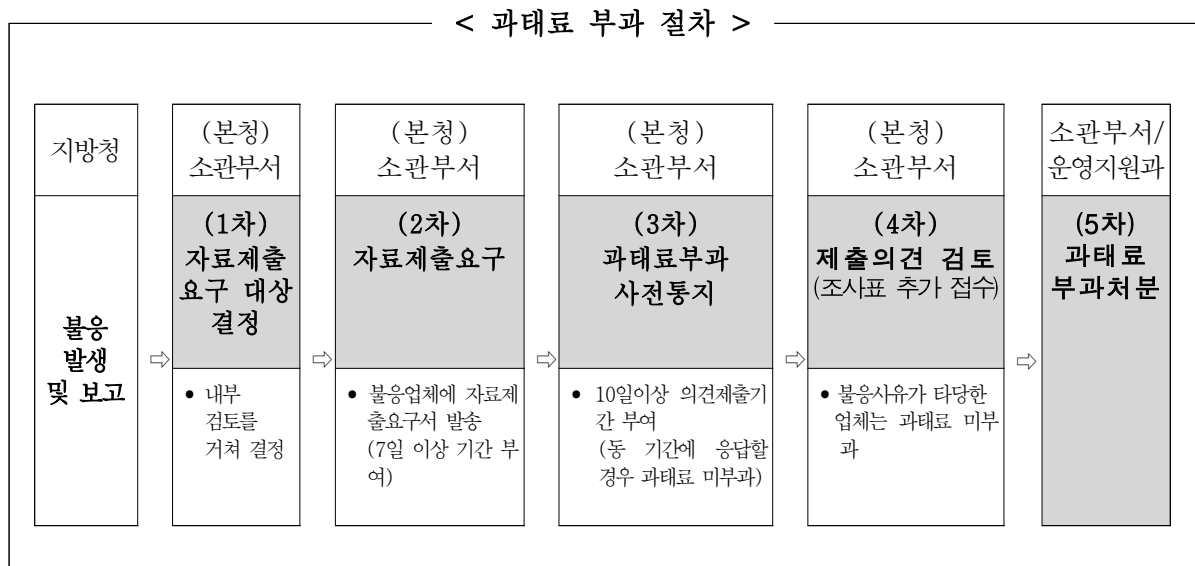 < 과태료 부과 절차 >
지방청
불응
발생
및 보고
⇨
(본청)
소관부서
(1차)
자료제출
요구 대상
결정
• 내부
검토를
거쳐 결정
⇨
(본청)
소관부서
(2차)
자료제출요구
• 불응업체에 자료제
출요구서 발송
(7일 이상 기간 부
여)
⇨
(본청)
소관부서
(3차)
과태료부과
사전통지
• 10일이상 의견제출기
간 부여
(동 기간에 응답할
경우 과태료 미부과)
⇨
(본청)
소관부서
(4차)
제출의견 검토
(조사표 추가 접수)
• 불응사유가 타당한
업체는 과태료 미부
과
⇨
소관부서/
운영지원과
(5차)
과태료
부과처분